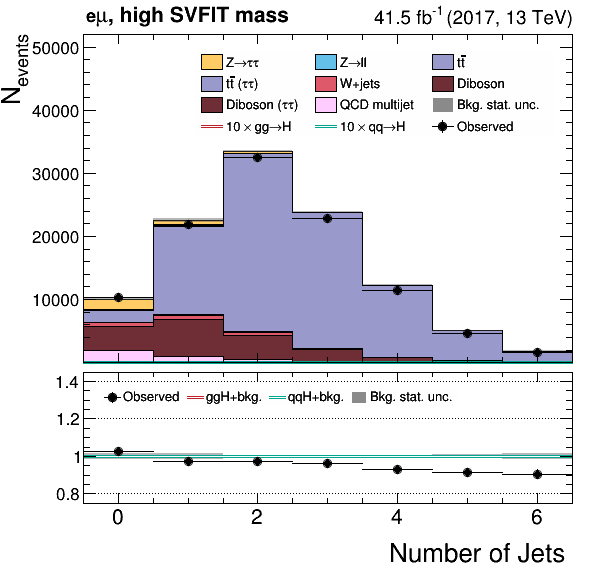 eμ, high SVFIT mass 41.5 fb⁻¹ (2017, 13 TeV)
N_events
Z→ττ Z→ll tt̄
tt̄ (ττ) W+jets Diboson
Diboson (ττ) QCD multijet Bkg. stat. unc.
10 × gg→H 10 × qq→H Observed
50000
40000
30000
20000
10000
Observed ggH+bkg. qqH+bkg. Bkg. stat. unc.
1.4
1.2
1
0.8
0 2 4 6
Number of Jets